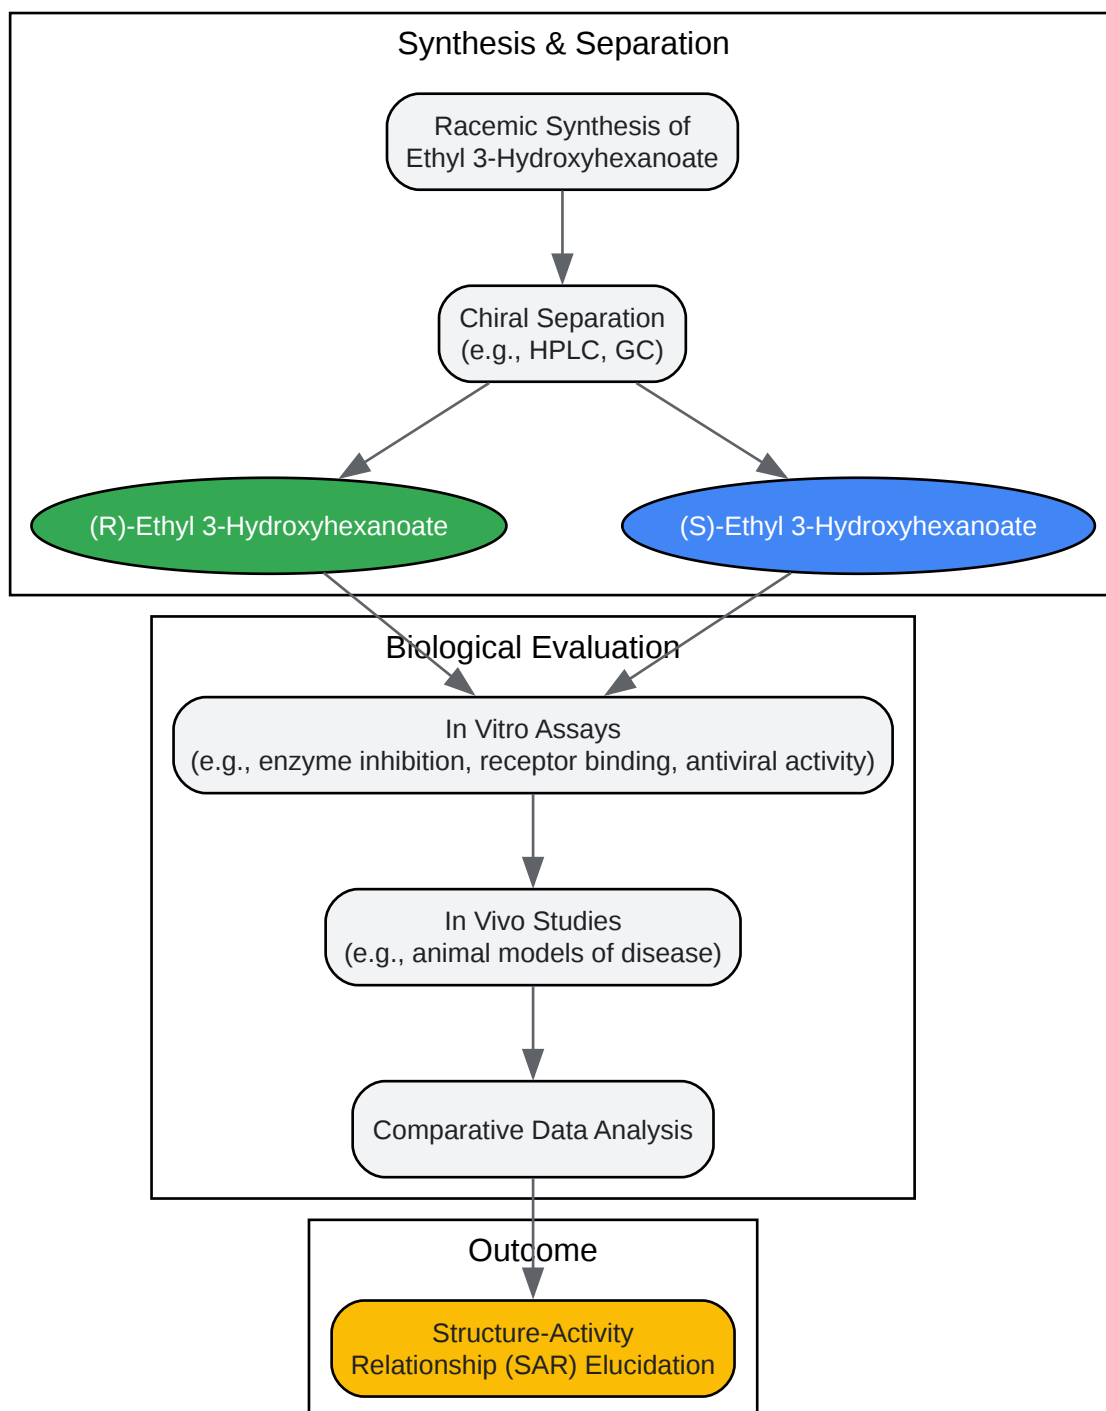 Synthesis & Separation
Racemic Synthesis of
Ethyl 3-Hydroxyhexanoate
Chiral Separation
(e.g., HPLC, GC)
(R)-Ethyl 3-Hydroxyhexanoate
(S)-Ethyl 3-Hydroxyhexanoate
Biological Evaluation
In Vitro Assays
(e.g., enzyme inhibition, receptor binding, antiviral activity)
In Vivo Studies
(e.g., animal models of disease)
Comparative Data Analysis
Outcome
Structure-Activity
Relationship (SAR) Elucidation